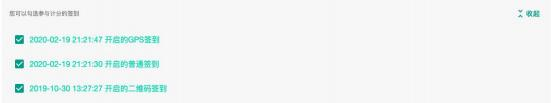 您可以勾选参与计分的签到 收起
2020-02-19 21:21:47 开启的GPS签到
2020-02-19 21:21:30 开启的普通签到
2019-10-30 13:27:27 开启的二维码签到